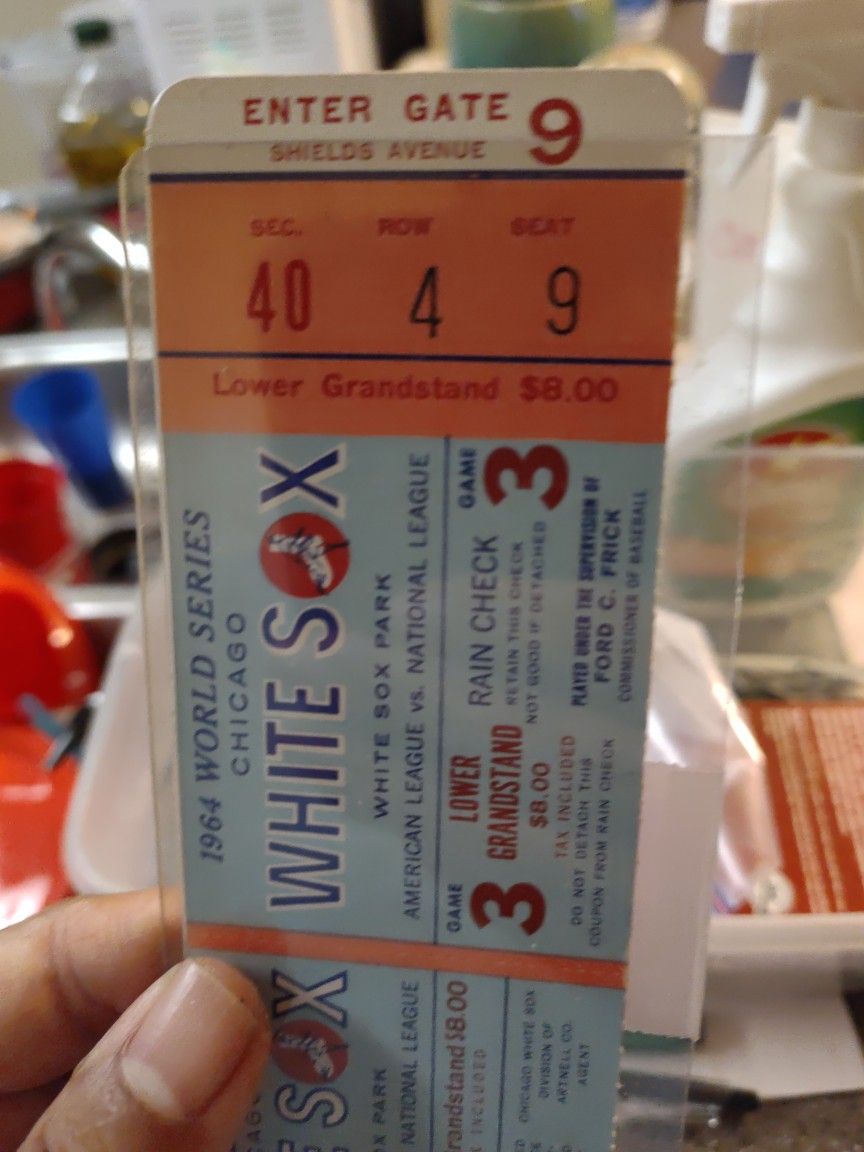 ENTER GATE 9
SHIELDS AVENUE
SEC. ROW SEAT
40 4 9
Lower Grandstand $8.00
1964 WORLD SERIES
CHICAGO
WHITE SOX
WHITE SOX PARK
AMERICAN LEAGUE vs. NATIONAL LEAGUE
GAME 3
LOWER
GRANDSTAND
$8.00
TAX INCLUDED
DO NOT DETACH THIS
COUPON FROM RAIN CHECK
GAME 3
RAIN CHECK
RETAIN THIS CHECK
NOT GOOD IF DETACHED
PLAYED UNDER THE SUPERVISION OF
FORD C. FRICK
COMMISSIONER OF BASEBALL
SOX
NATIONAL LEAGUE
$8.00
INCLUDED
CHICAGO WHITE SOX
DIVISION OF
ARTNELL CO.
AGENT